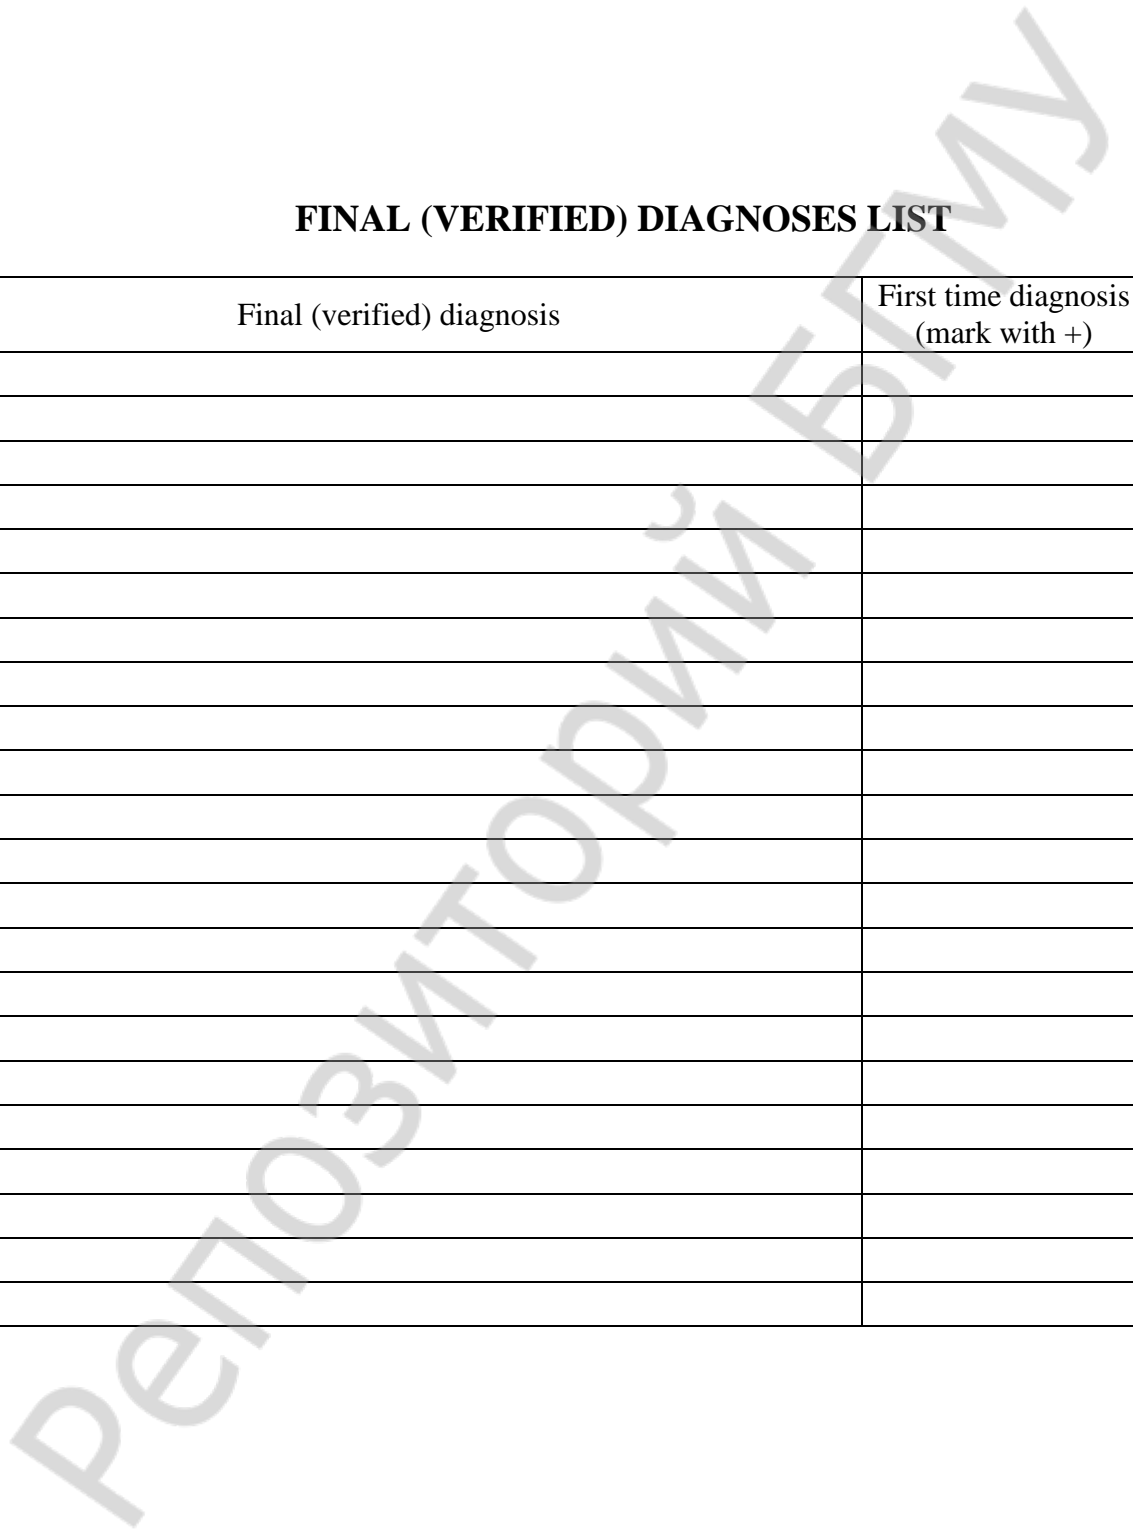 FINAL (VERIFIED) DIAGNOSES LIST
Final (verified) diagnosis
First time diagnosis
(mark with +)
Репозиторий БГМУ